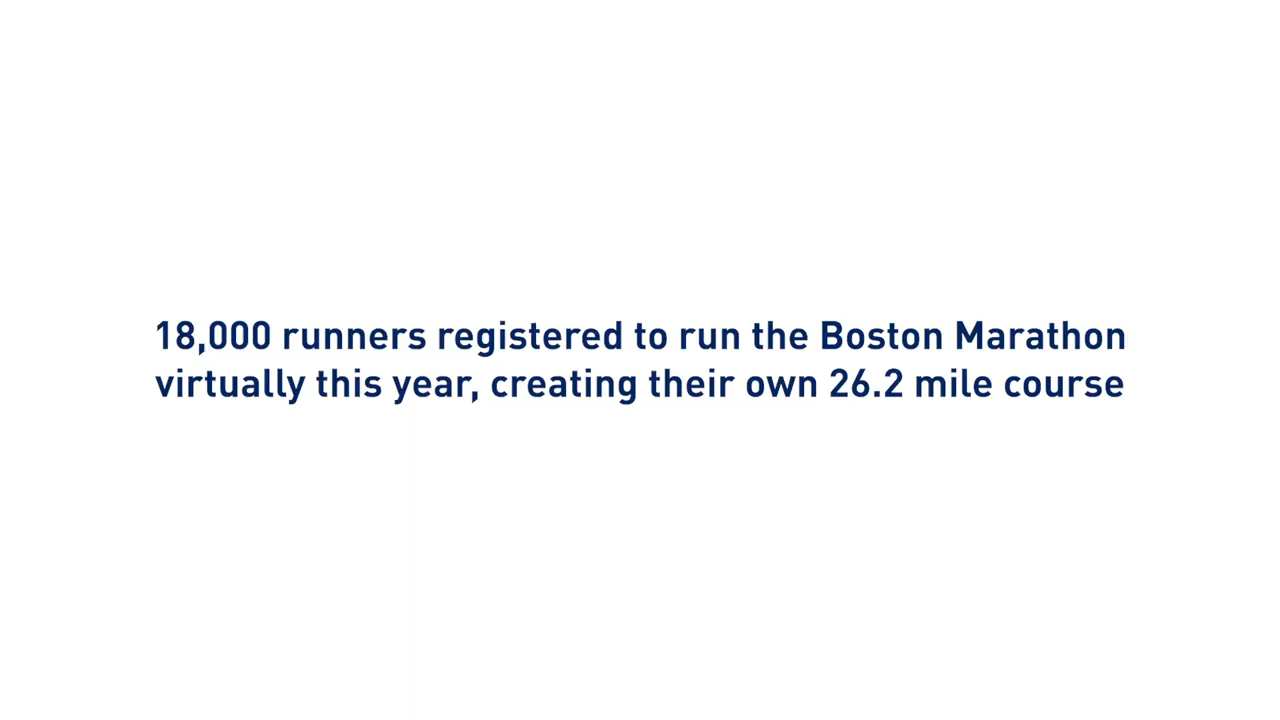 18,000 runners registered to run the Boston Marathon
virtually this year, creating their own 26.2 mile course